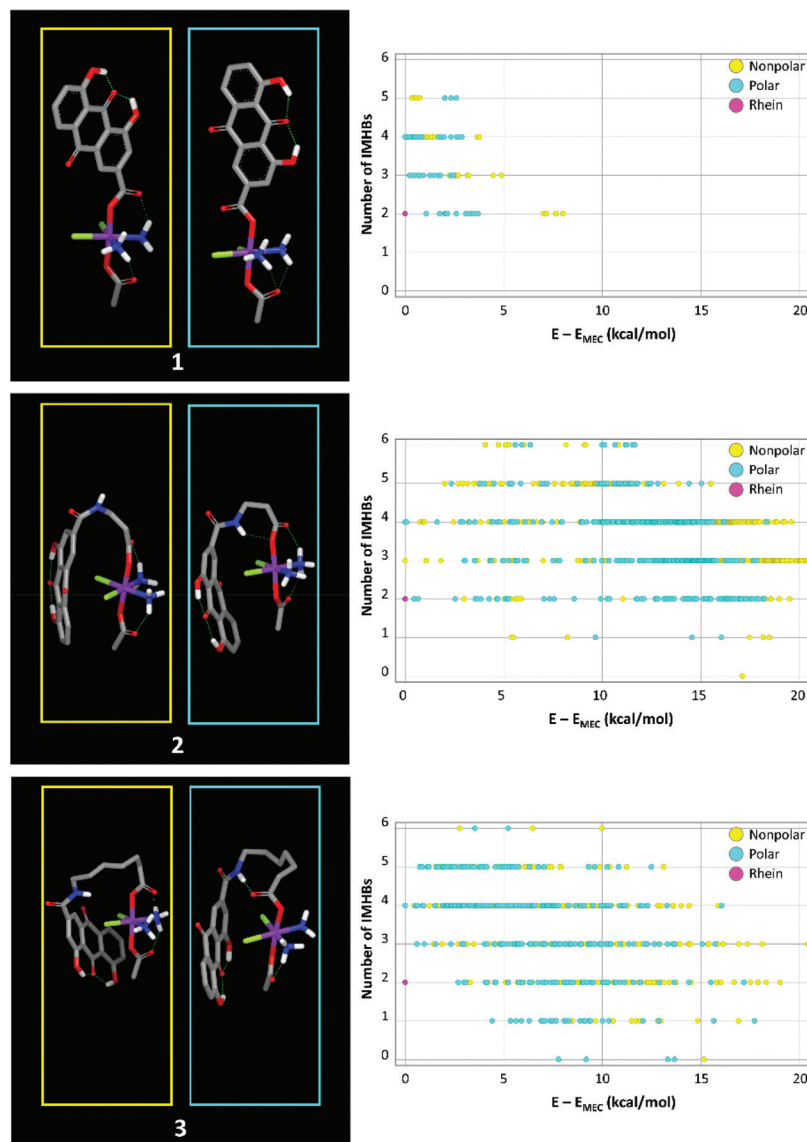 1
6
5
4
3
2
1
0
Number of IMHBs
Nonpolar
Polar
Rhein
0 5 10 15 20
E – EMEC (kcal/mol)
2
6
5
4
3
2
1
0
Number of IMHBs
Nonpolar
Polar
Rhein
0 5 10 15 20
E – EMEC (kcal/mol)
3
6
5
4
3
2
1
0
Number of IMHBs
Nonpolar
Polar
Rhein
0 5 10 15 20
E – EMEC (kcal/mol)